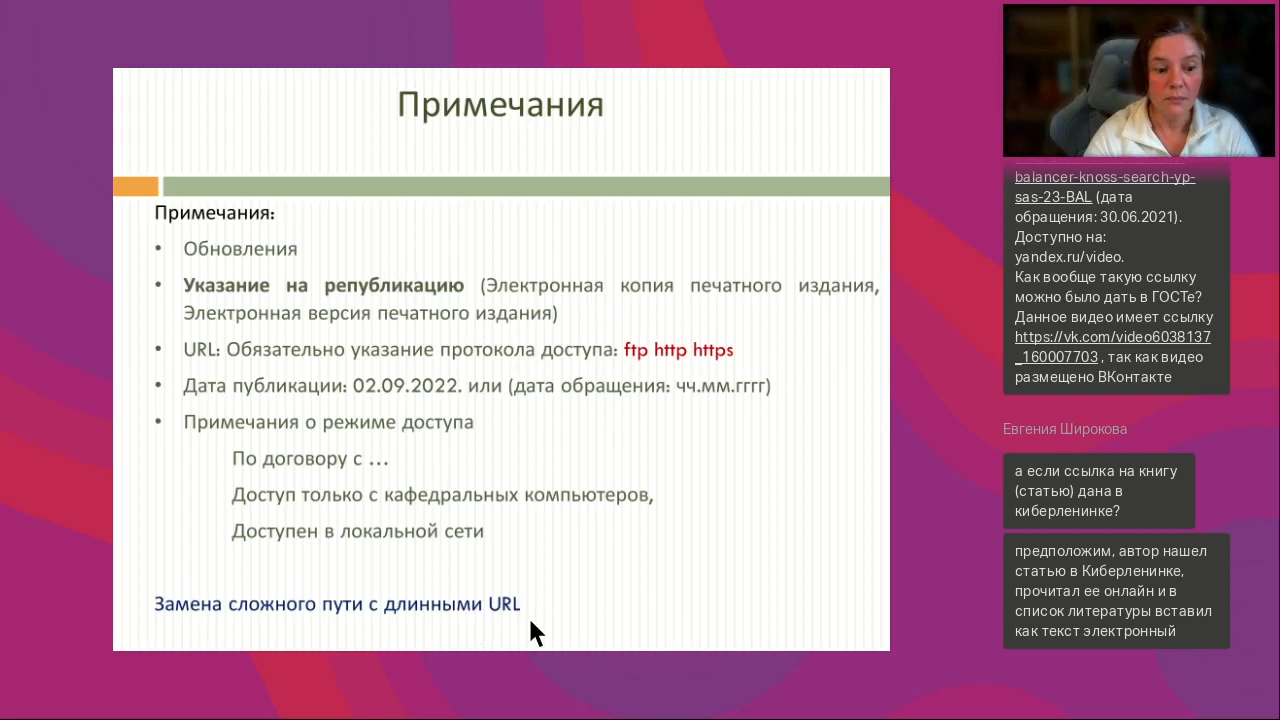 Примечания
Примечания:
• Обновления
• Указание на републикацию (Электронная копия печатного издания,
Электронная версия печатного издания)
• URL: Обязательно указание протокола доступа: ftp http https
• Дата публикации: 02.09.2022. или (дата обращения: чч.мм.гггг)
• Примечания о режиме доступа
По договору с ...
Доступ только с кафедральных компьютеров,
Доступен в локальной сети
Замена сложного пути с длинными URL
balancer-knoss-search-yp-
sas-23-BAL (дата
обращения: 30.06.2021).
Доступно на:
yandex.ru/video.
Как вообще такую ссылку
можно было дать в ГОСТе?
Данное видео имеет ссылку
https://vk.com/video6038137
_160007703 , так как видео
размещено ВКонтакте
Евгения Широкова
а если ссылка на книгу
(статью) дана в
киберленинке?
предположим, автор нашел
статью в Киберленинке,
прочитал ее онлайн и в
список литературы вставил
как текст электронный